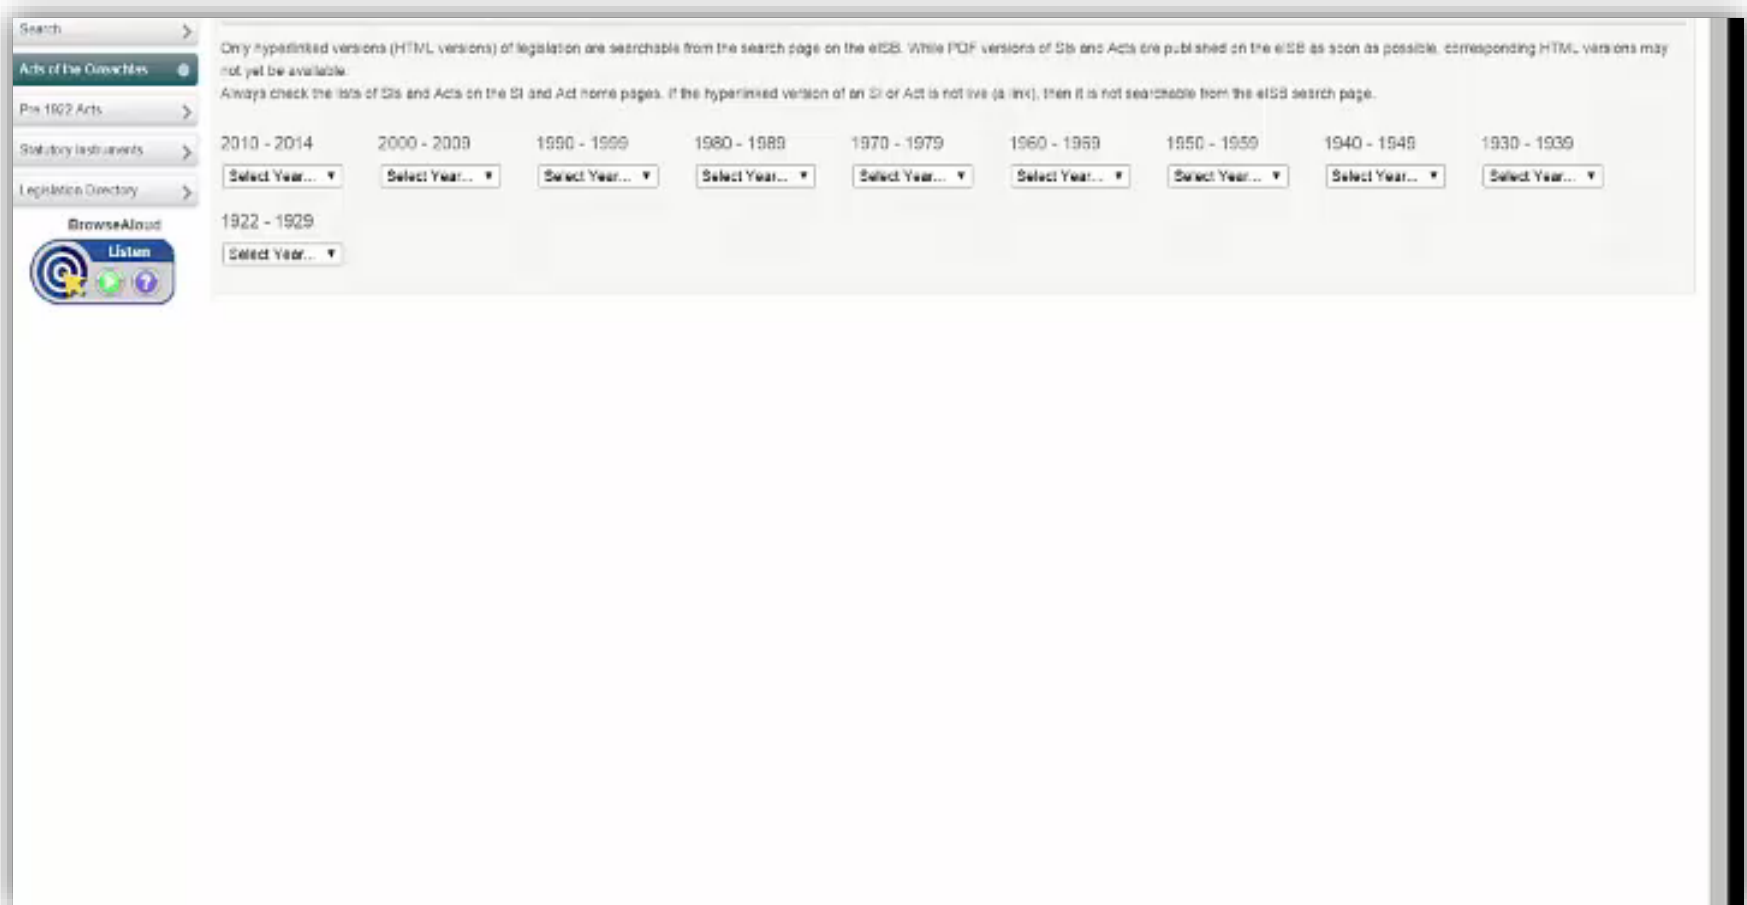 Search
Acts of the Oireachtas
Pre 1922 Acts
Statutory Instruments
Legislation Directory
BrowseAloud
Listen
?
Only hyperlinked versions (HTML versions) of legislation are searchable from the search page on the eISB. While PDF versions of SIs and Acts are published on the eISB as soon as possible, corresponding HTML versions may
not yet be available.
Always check the lists of SIs and Acts on the SI and Act home pages. If the hyperlinked version of an SI or Act is not live (a link), then it is not searchable from the eISB search page.
2010 - 2014 2000 - 2009 1990 - 1999 1980 - 1989 1970 - 1979 1960 - 1969 1950 - 1959 1940 - 1949 1930 - 1939
Select Year... Select Year... Select Year... Select Year... Select Year... Select Year... Select Year... Select Year... Select Year...
1922 - 1929
Select Year...